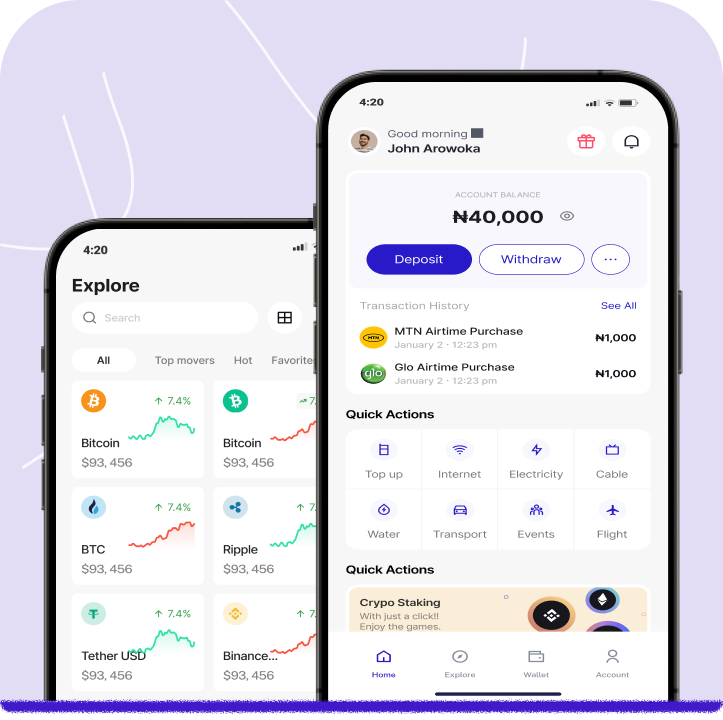 4:20
Explore
Search
All Top movers Hot Favorite
7.4%
Bitcoin
$93, 456
7.
Bitcoin
$93, 456
7.4%
BTC
$93, 456
7.
Ripple
$93, 456
7.4%
Tether USD
$93, 456
7.
Binance...
$93, 456
4:20
Good morning
John Arowoka
ACCOUNT BALANCE
₦40,000
Deposit Withdraw ...
Transaction History See All
MTN
MTN Airtime Purchase
January 2 • 12:23 pm
₦1,000
glo
Glo Airtime Purchase
January 2 • 12:23 pm
₦1,000
Quick Actions
Top up Internet Electricity Cable
Water Transport Events Flight
Quick Actions
Crypo Staking
With just a click!!
Enjoy the games.
Home Explore Wallet Account